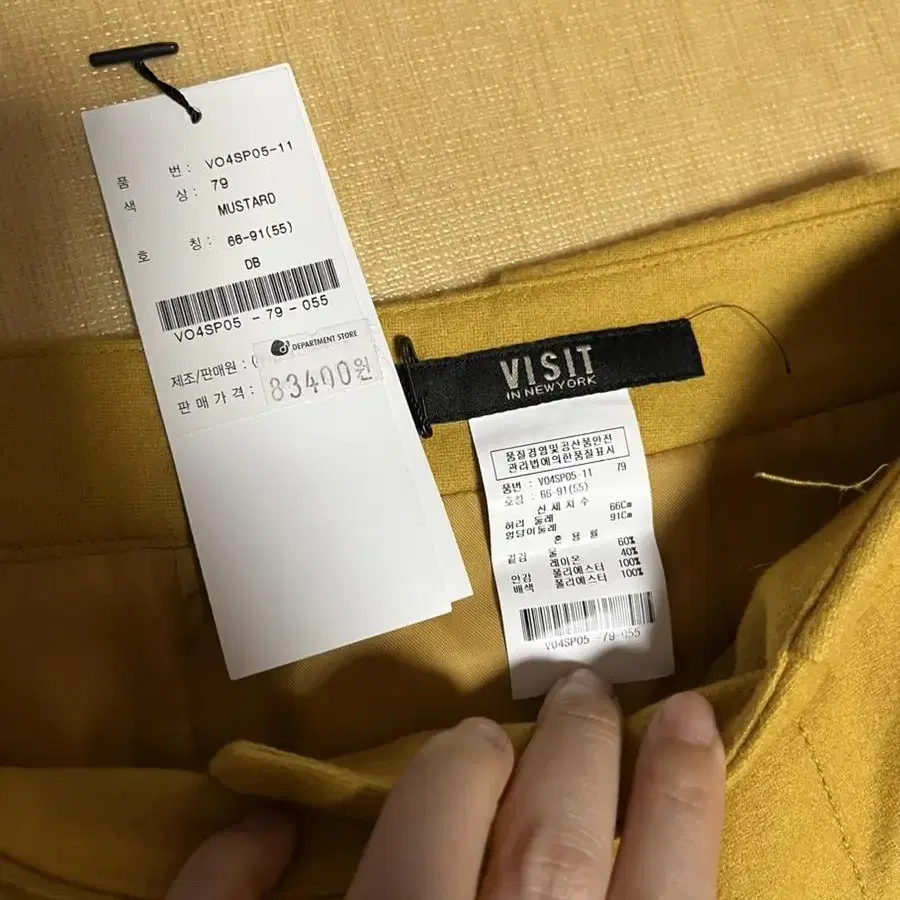 품 번 : VO4SP05-11
색 상 : 79
MUSTARD
호 칭 : 66-91(55)
DB
VO4SP05 - 79 - 055
제조/판매원 :
DEPARTMENT STORE
판 매 가 격 : 83400원
VISIT
IN NEWYORK
품질경영및공산품안전
관리법에의한품질표시
품번 : VO4SP05-11 79
호칭 : 66-91(55)
신체치수
허리 둘레 66Cm
엉덩이둘레 91Cm
혼 용 률
겉감 울 60%
레이온 40%
안감 폴리에스터 100%
배색 폴리에스터 100%
VO4SP05 -79-055